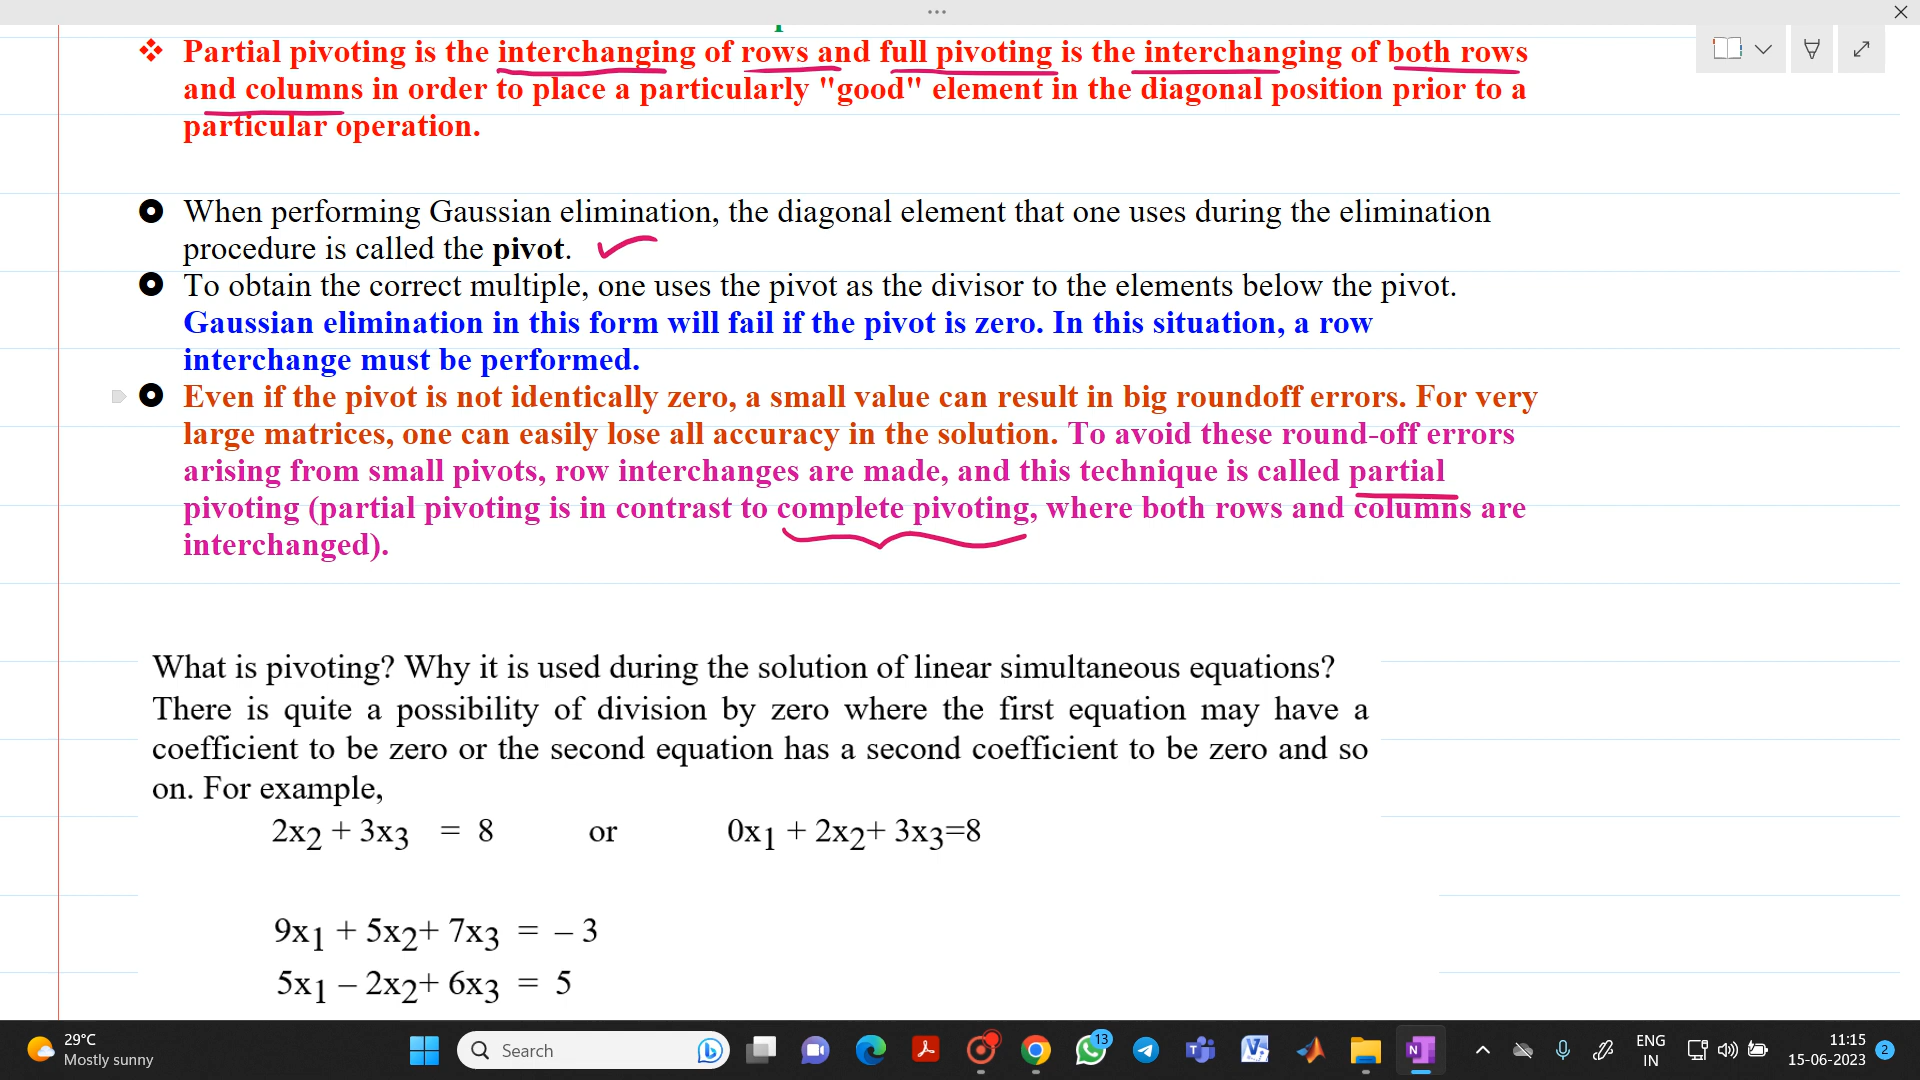 Partial pivoting is the interchanging of rows and full pivoting is the interchanging of both rows
and columns in order to place a particularly "good" element in the diagonal position prior to a
particular operation.
When performing Gaussian elimination, the diagonal element that one uses during the elimination
procedure is called the pivot.
To obtain the correct multiple, one uses the pivot as the divisor to the elements below the pivot.
Gaussian elimination in this form will fail if the pivot is zero. In this situation, a row
interchange must be performed.
Even if the pivot is not identically zero, a small value can result in big roundoff errors. For very
large matrices, one can easily lose all accuracy in the solution. To avoid these round-off errors
arising from small pivots, row interchanges are made, and this technique is called partial
pivoting (partial pivoting is in contrast to complete pivoting, where both rows and columns are
interchanged).
What is pivoting? Why it is used during the solution of linear simultaneous equations?
There is quite a possibility of division by zero where the first equation may have a
coefficient to be zero or the second equation has a second coefficient to be zero and so
on. For example,
2x2 + 3x3 = 8 or 0x1 + 2x2+ 3x3=8
9x1 + 5x2+ 7x3 = – 3
5x1 – 2x2+ 6x3 = 5
29°C
Mostly sunny
Search
13
ENG
IN
11:15
15-06-2023
2